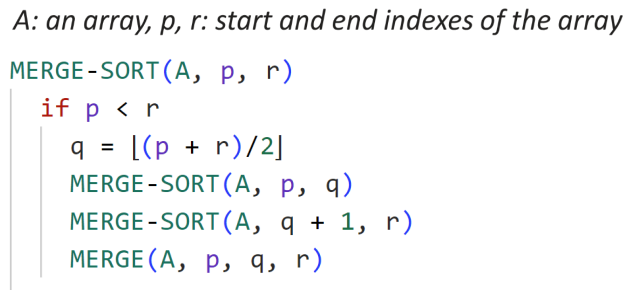 A: an array, p, r: start and end indexes of the array
MERGE-SORT(A, p, r)
if p < r
q = ⌊(p + r)/2⌋
MERGE-SORT(A, p, q)
MERGE-SORT(A, q + 1, r)
MERGE(A, p, q, r)